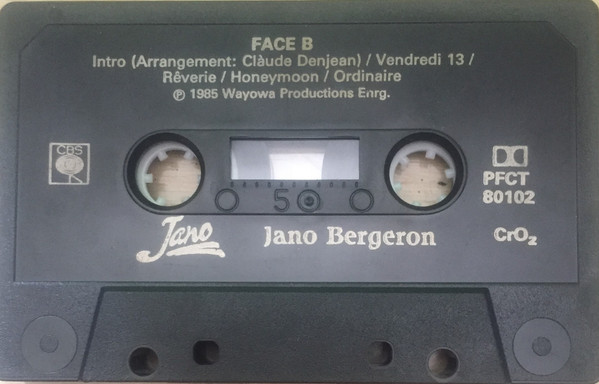 FACE B
Intro (Arrangement: Clàude Denjean) / Vendredi 13 /
Rêverie / Honeymoon / Ordinaire
℗ 1985 Wayowa Productions Enrg.
CBS
PFCT
80102
50
Jano
Jano Bergeron
CrO₂